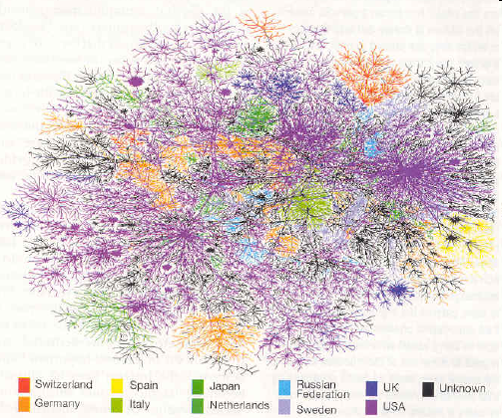 Switzerland
Germany
Spain
Italy
Japan
Netherlands
Russian
Federation
Sweden
UK
USA
Unknown